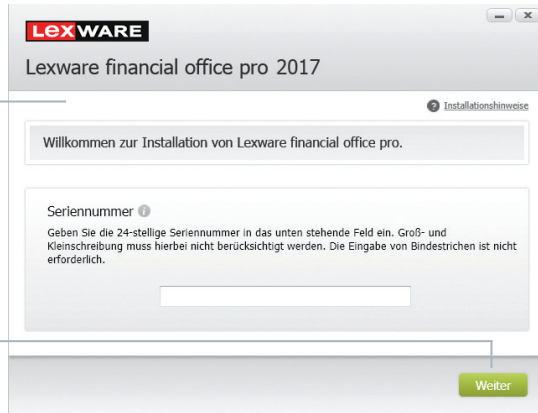 LEXWARE
Lexware financial office pro 2017
? Installationshinweise
Willkommen zur Installation von Lexware financial office pro.
Seriennummer i
Geben Sie die 24-stellige Seriennummer in das unten stehende Feld ein. Groß- und
Kleinschreibung muss hierbei nicht berücksichtigt werden. Die Eingabe von Bindestrichen ist nicht
erforderlich.
Weiter